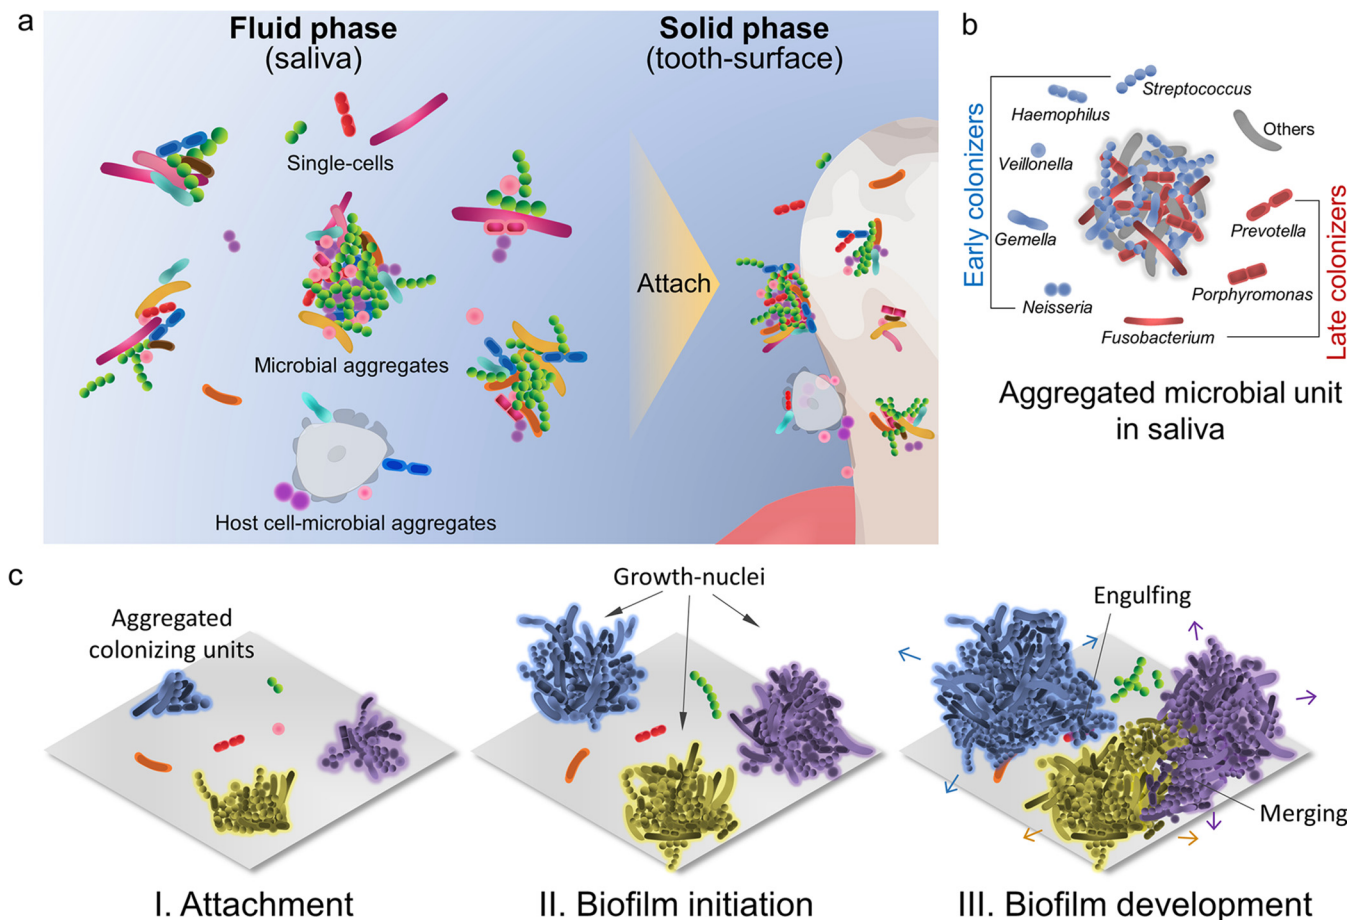 a
Fluid phase
(saliva)
Solid phase
(tooth-surface)
Single-cells
Attach
Microbial aggregates
Host cell-microbial aggregates
b
Early colonizers
Streptococcus
Haemophilus
Others
Veillonella
Gemella
Prevotella
Porphyromonas
Neisseria
Fusobacterium
Late colonizers
Aggregated microbial unit
in saliva
c
Aggregated
colonizing units
I. Attachment
Growth-nuclei
II. Biofilm initiation
Engulfing
Merging
III. Biofilm development